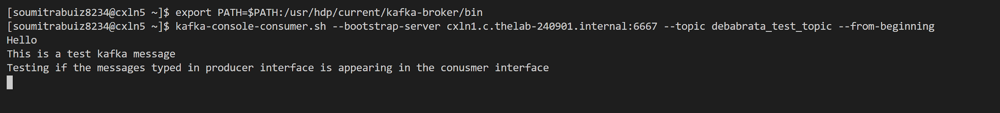 [soumitrabuiz8234@cxln5 ~]$ export PATH=$PATH:/usr/hdp/current/kafka-broker/bin
[soumitrabuiz8234@cxln5 ~]$ kafka-console-consumer.sh --bootstrap-server cxln1.c.thelab-240901.internal:6667 --topic debabrata_test_topic --from-beginning
Hello
This is a test kafka message
Testing if the messages typed in producer interface is appearing in the conusmer interface